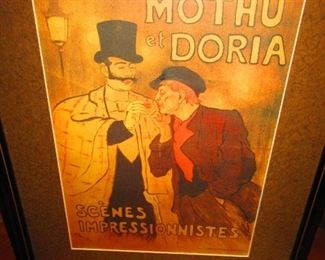 MOTHU
et DORIA
SCÈNES
IMPRESSIONNISTES